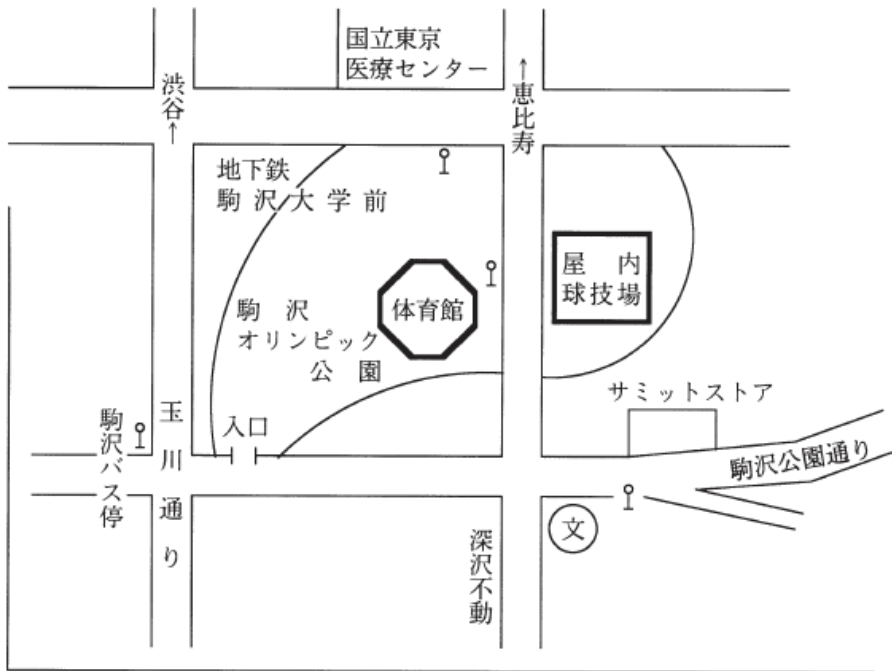 国立東京
医療センター
渋谷→
→恵比寿
地下鉄
駒沢大学前
屋内
球技場
体育館
駒沢
オリンピック
公園
サミットストア
入口
駒沢バス停
玉川通り
駒沢公園通り
文
深沢不動